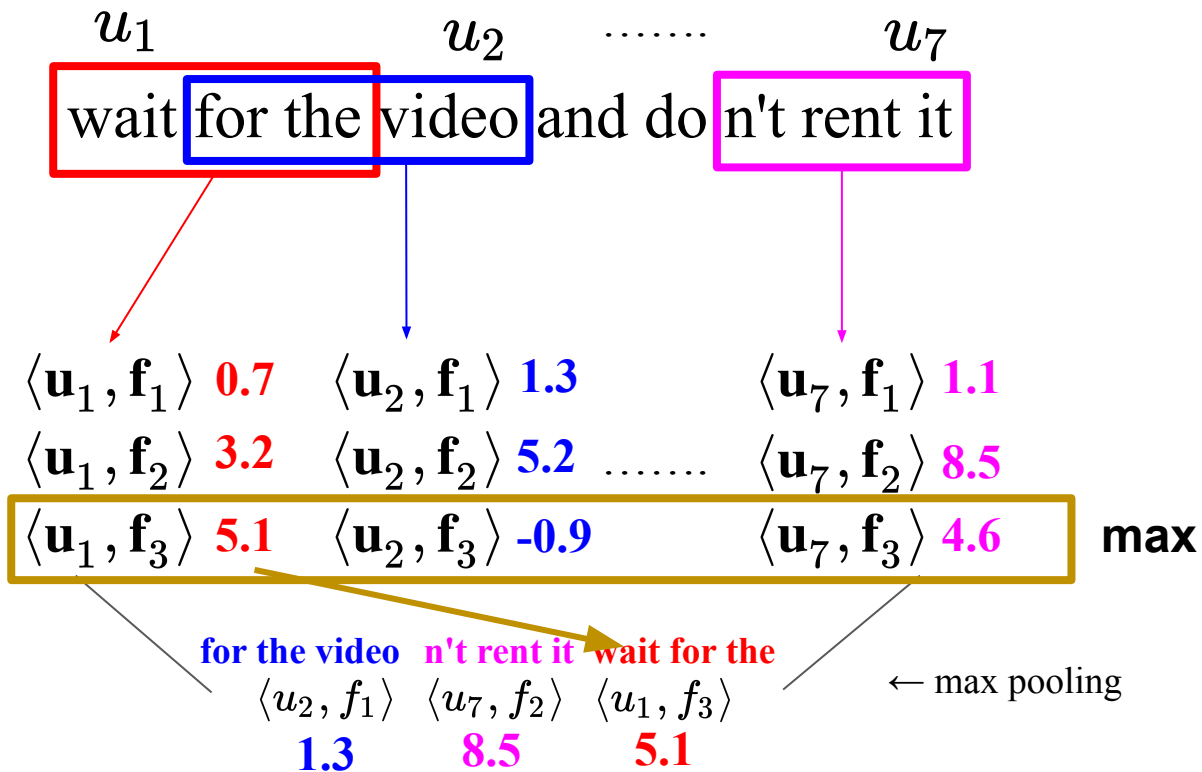 u₁ u₂ ....... u₇
wait for the video and do n't rent it
⟨u₁, f₁⟩ 0.7 ⟨u₂, f₁⟩ 1.3 ⟨u₇, f₁⟩ 1.1
⟨u₁, f₂⟩ 3.2 ⟨u₂, f₂⟩ 5.2 ....... ⟨u₇, f₂⟩ 8.5
⟨u₁, f₃⟩ 5.1 ⟨u₂, f₃⟩ -0.9 ⟨u₇, f₃⟩ 4.6 max
for the video n't rent it wait for the
⟨u₂, f₁⟩ ⟨u₇, f₂⟩ ⟨u₁, f₃⟩ ← max pooling
1.3 8.5 5.1